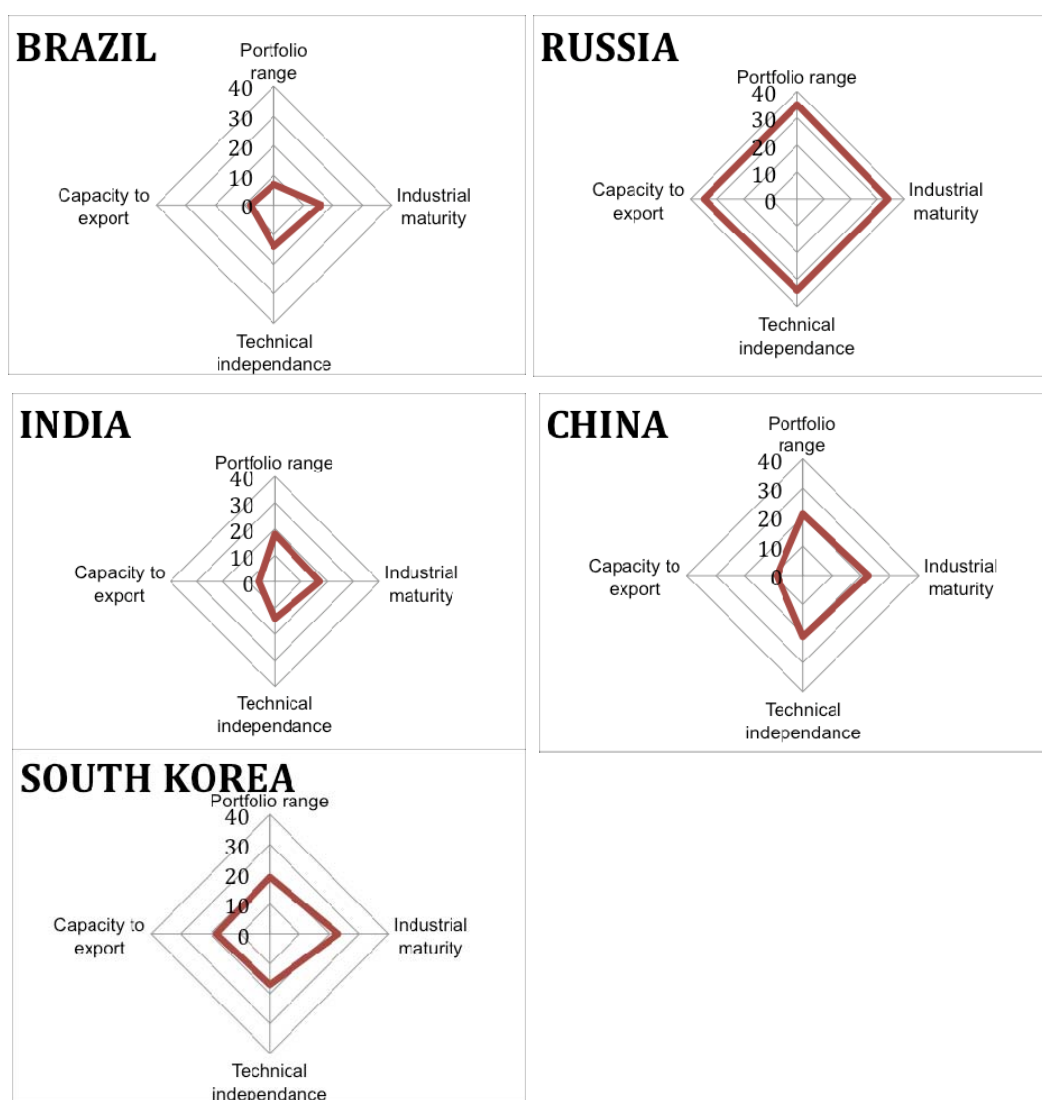 BRAZIL
Portfolio
range
40
30
20
10
0
Capacity to
export
Industrial
maturity
Technical
independance
RUSSIA
Portfolio range
40
30
20
10
0
Capacity to
export
Industrial
maturity
Technical
independance
INDIA
Portfolio range
40
30
20
10
0
Capacity to
export
Industrial
maturity
Technical
independance
CHINA
Portfolio
range
40
30
20
10
0
Capacity to
export
Industrial
maturity
Technical
independance
SOUTH KOREA
Portfolio range
40
30
20
10
0
Capacity to
export
Industrial
maturity
Technical
independance